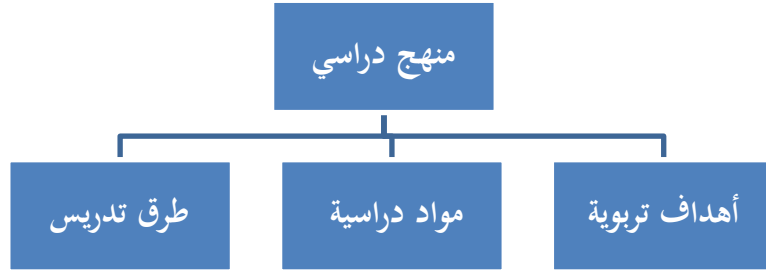 منهج دراسي
أهداف تربوية
مواد دراسية
طرق تدريس